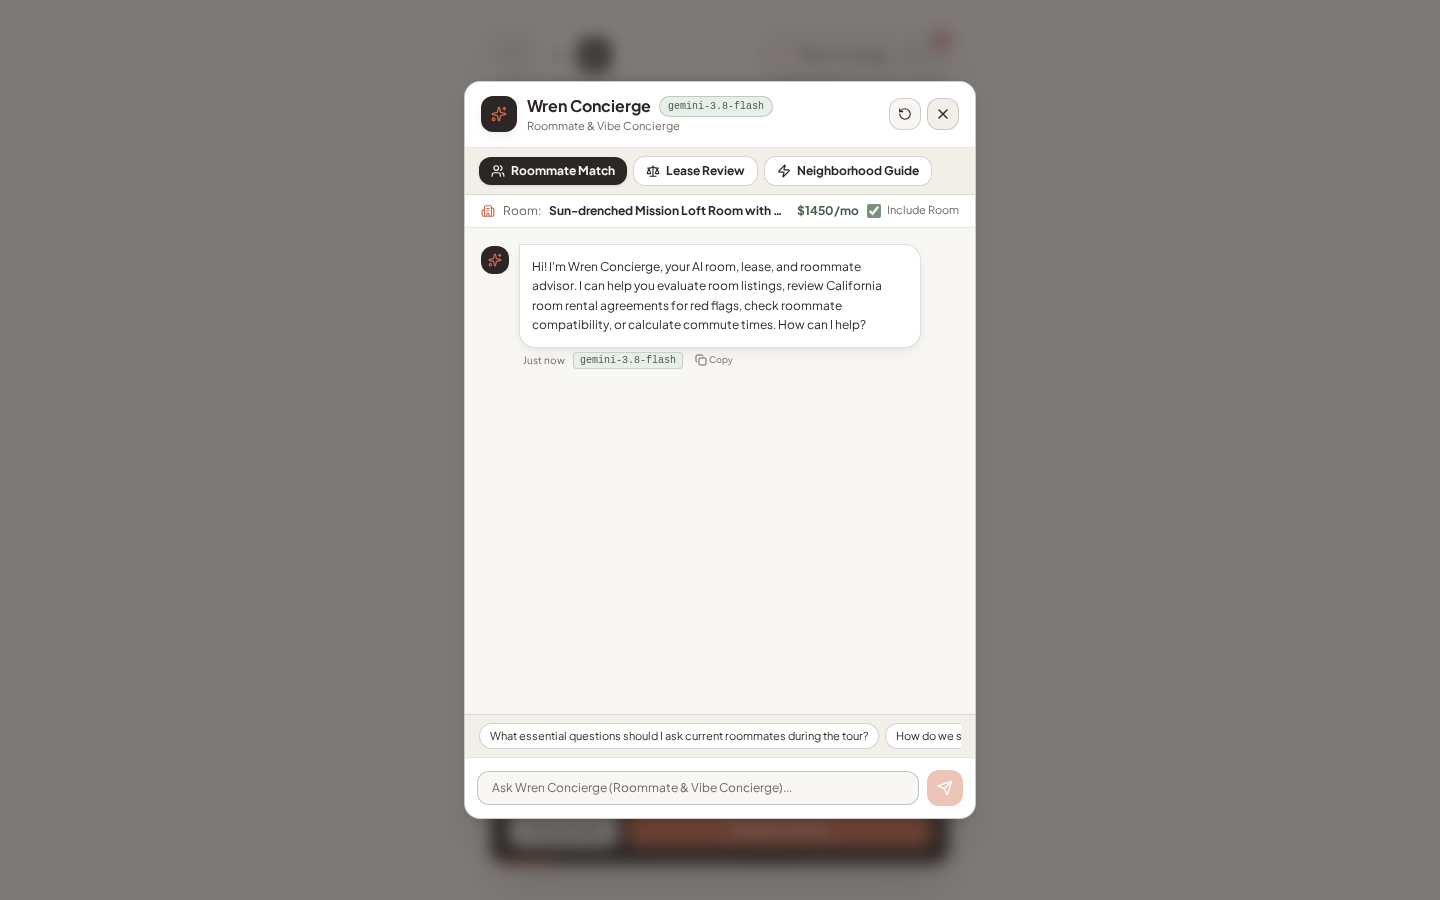 Wren Concierge gemini-3.8-flash
Roommate & Vibe Concierge
Roommate Match Lease Review Neighborhood Guide
Room: Sun-drenched Mission Loft Room with ... $1450/mo Include Room
Hi! I'm Wren Concierge, your AI room, lease, and roommate
advisor. I can help you evaluate room listings, review California
room rental agreements for red flags, check roommate
compatibility, or calculate commute times. How can I help?
Just now gemini-3.8-flash Copy
What essential questions should I ask current roommates during the tour? How do we s
Ask Wren Concierge (Roommate & Vibe Concierge)...